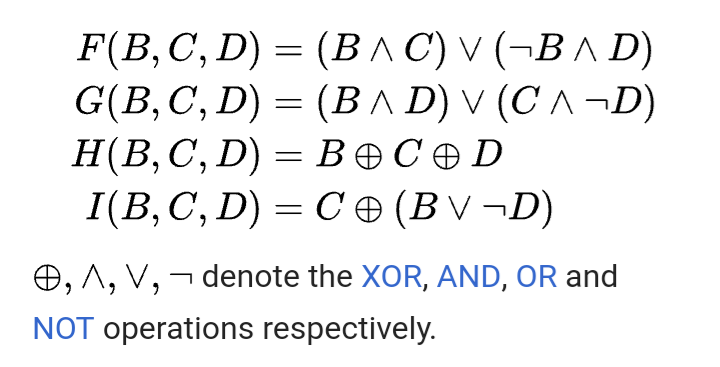 F(B, C, D) = (B ∧ C) ∨ (¬B ∧ D)
G(B, C, D) = (B ∧ D) ∨ (C ∧ ¬D)
H(B, C, D) = B ⊕ C ⊕ D
I(B, C, D) = C ⊕ (B ∨ ¬D)
⊕, ∧, ∨, ¬ denote the XOR, AND, OR and
NOT operations respectively.